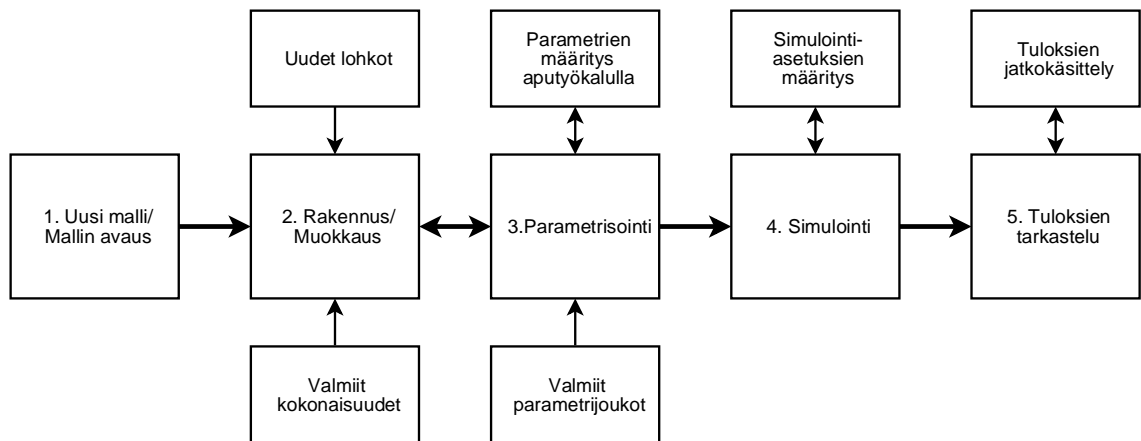 Uudet lohkot
Parametrien
määritys
aputyökalulla
Simulointi-
asetuksien
määritys
Tuloksien
jatkokäsittely
1. Uusi malli/
Mallin avaus
2. Rakennus/
Muokkaus
3.Parametrisointi
4. Simulointi
5. Tuloksien
tarkastelu
Valmiit
kokonaisuudet
Valmiit
parametrijoukot